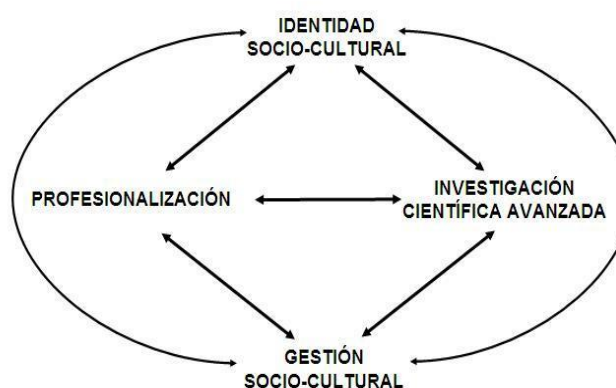 IDENTIDAD
SOCIO-CULTURAL
PROFESIONALIZACIÓN
INVESTIGACIÓN
CIENTÍFICA AVANZADA
GESTIÓN
SOCIO-CULTURAL